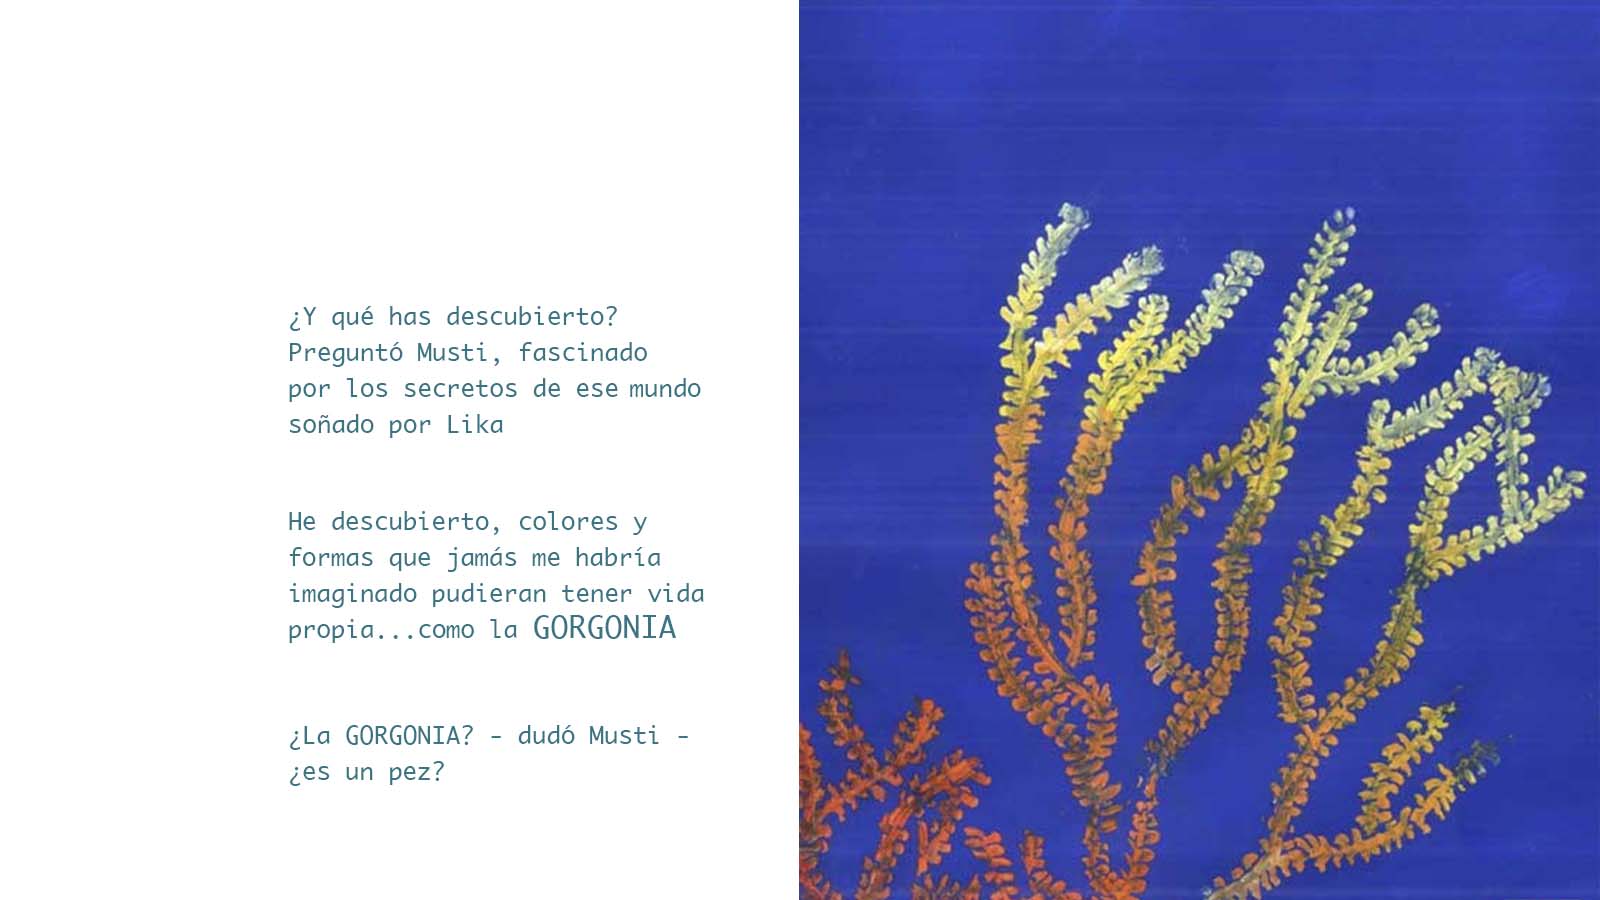 ¿Y qué has descubierto?
Preguntó Musti, fascinado
por los secretos de ese mundo
soñado por Lika
He descubierto, colores y
formas que jamás me habría
imaginado pudieran tener vida
propia...como la GORGONIA
¿La GORGONIA? - dudó Musti -
¿es un pez?